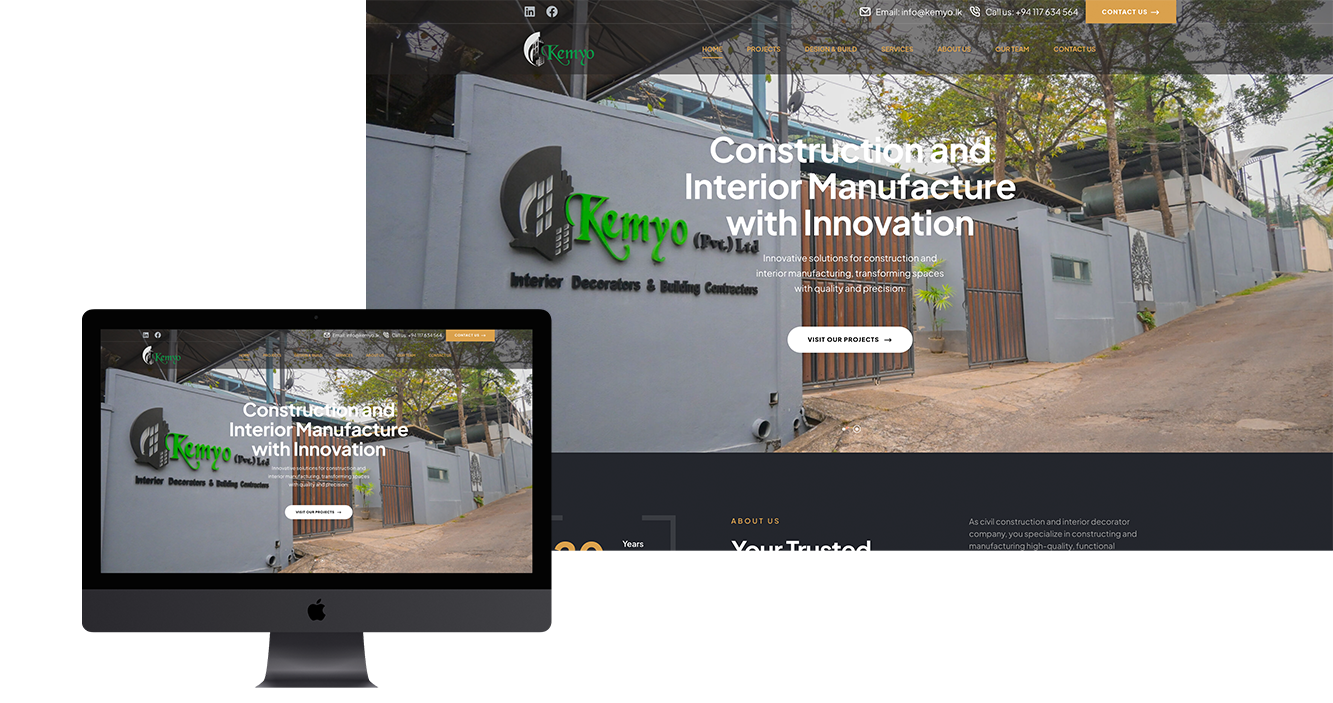 Email: info@kemyo.lk
Call us: +94 117 634 564
CONTACT US
Kemyo
HOME
PROJECTS
DESIGN & BUILD
SERVICES
ABOUT US
OUR TEAM
CONTACT US
Construction and
Interior Manufacture
with Innovation
Kemyo (Pvt.) Ltd
Interior Decorators & Building Contractors
Innovative solutions for construction and
interior manufacturing, transforming spaces
with quality and precision.
VISIT OUR PROJECTS
Years
ABOUT US
Your Trusted
As civil construction and interior decorator
company, you specialize in constructing and
manufacturing high-quality, functional
Email: info@kemyo.lk
Call us: +94 117 634 564
CONTACT US
Kemyo
Construction and
Interior Manufacture
with Innovation
Kemyo (Pvt.) Ltd
Interior Decorators & Building Contractors
Innovative solutions for construction and
interior manufacturing, transforming spaces
with quality and precision.
VISIT OUR PROJECTS